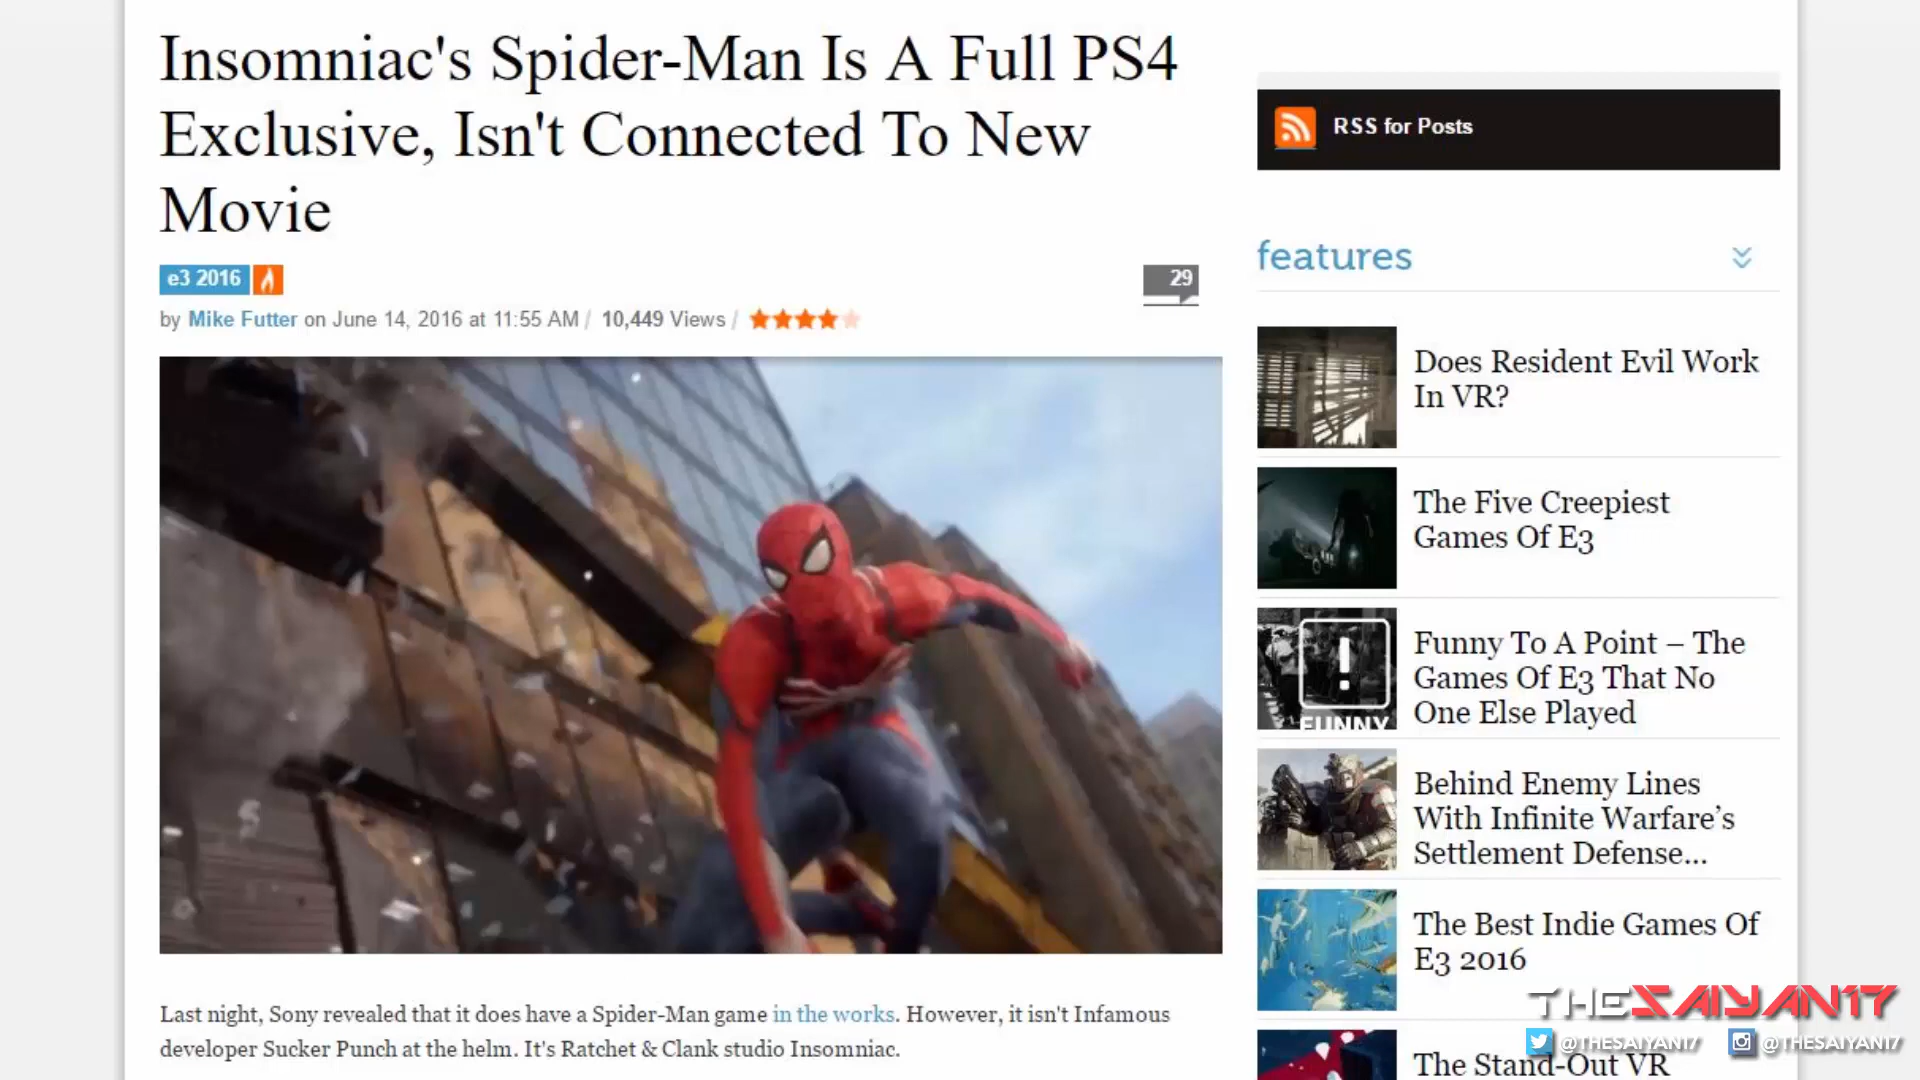 Insomniac's Spider-Man Is A Full PS4
Exclusive, Isn't Connected To New
Movie
e3 2016
29
by Mike Futter on June 14, 2016 at 11:55 AM / 10,449 Views /
Last night, Sony revealed that it does have a Spider-Man game in the works. However, it isn't Infamous
developer Sucker Punch at the helm. It's Ratchet & Clank studio Insomniac.
RSS for Posts
features
Does Resident Evil Work
In VR?
The Five Creepiest
Games Of E3
FUNNY
Funny To A Point – The
Games Of E3 That No
One Else Played
Behind Enemy Lines
With Infinite Warfare’s
Settlement Defense...
The Best Indie Games Of
E3 2016
The Stand-Out VR
THESAIYAN17
@THESAIYAN17 @THESAIYAN17